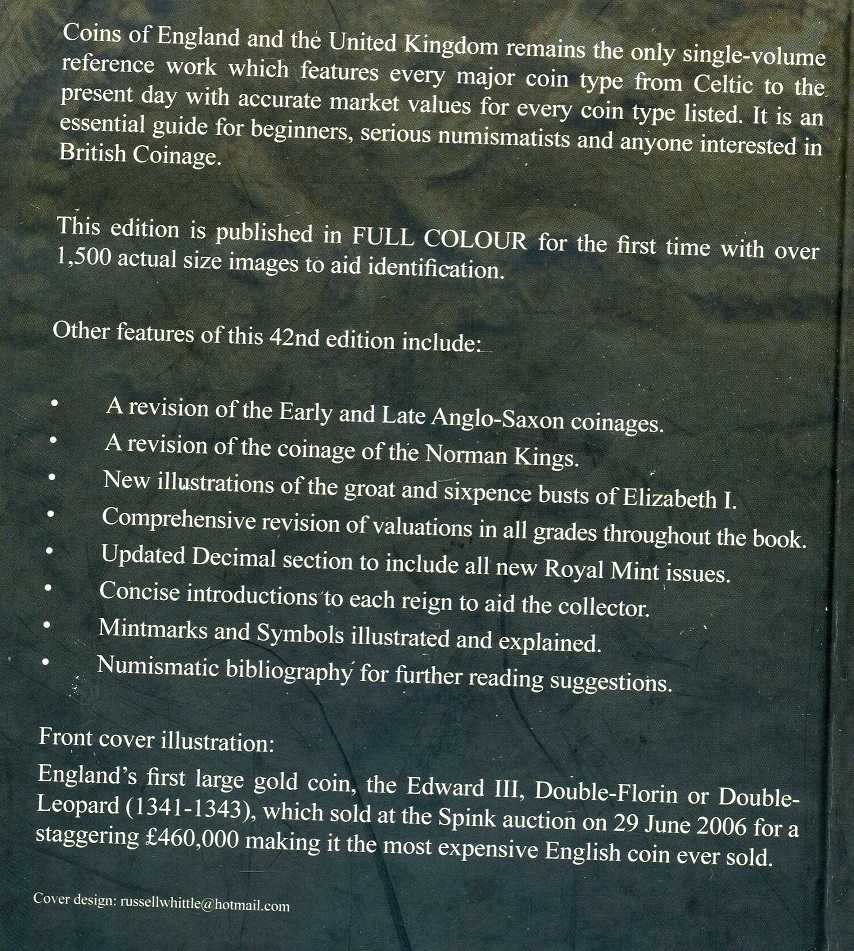 Coins of England and the United Kingdom remains the only single-volume
reference work which features every major coin type from Celtic to the
present day with accurate market values for every coin type listed. It is an
essential guide for beginners, serious numismatists and anyone interested in
British Coinage.
This edition is published in FULL COLOUR for the first time with over
1,500 actual size images to aid identification.
Other features of this 42nd edition include:
• A revision of the Early and Late Anglo-Saxon coinages.
• A revision of the coinage of the Norman Kings.
• New illustrations of the groat and sixpence busts of Elizabeth I.
• Comprehensive revision of valuations in all grades throughout the book.
• Updated Decimal section to include all new Royal Mint issues.
• Concise introductions to each reign to aid the collector.
• Mintmarks and Symbols illustrated and explained.
• Numismatic bibliography for further reading suggestions.
Front cover illustration:
England's first large gold coin, the Edward III, Double-Florin or Double-
Leopard (1341-1343), which sold at the Spink auction on 29 June 2006 for a
staggering £460,000 making it the most expensive English coin ever sold.
Cover design: russellwhittle@hotmail.com